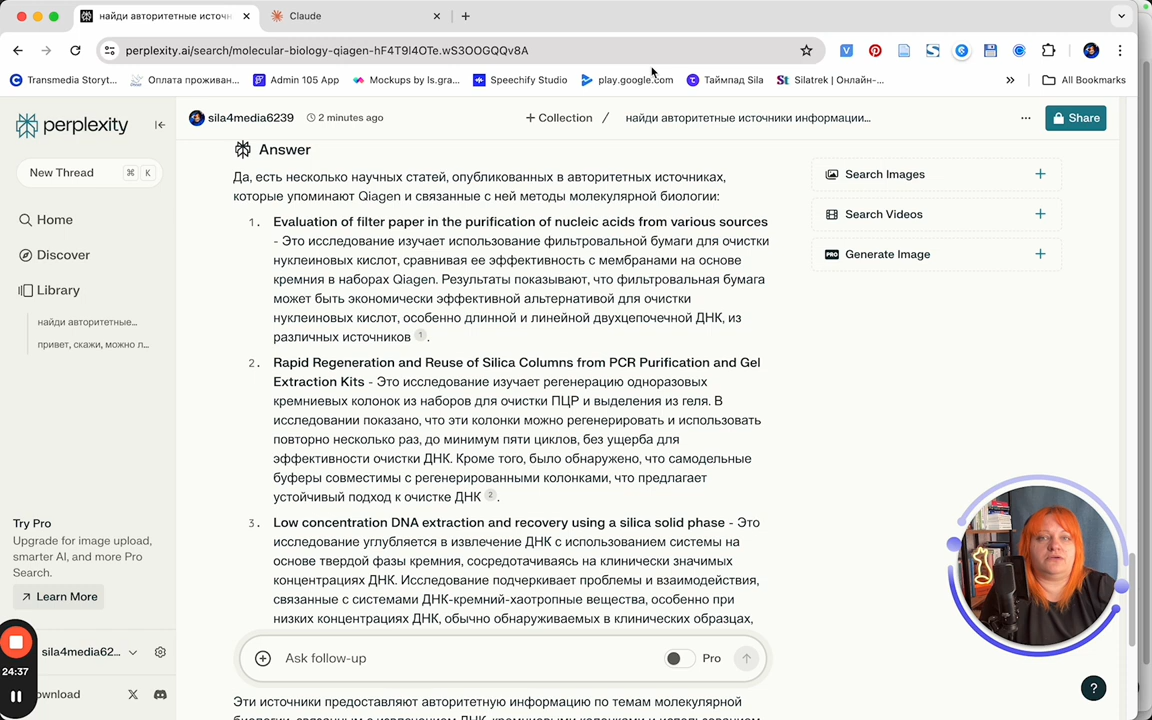 найди авторитетные источн
Claude
perplexity.ai/search/molecular-biology-qiagen-hF4T9I4OTe.wS3OOGQQv8A
Transmedia Storyt...
Оплата проживан...
Admin 105 App
Mockups by ls.gra...
Speechify Studio
play.google.com
Таймпад Sila
Silatrek | Онлайн-...
All Bookmarks
perplexity
sila4media6239
2 minutes ago
Collection
/
найди авторитетные источники информации...
Share
New Thread
⌘ K
Home
Discover
Library
найди авторитетные...
привет, скажи, можно л...
Answer
Да, есть несколько научных статей, опубликованных в авторитетных источниках,
которые упоминают Qiagen и связанные с ней методы молекулярной биологии:
1. Evaluation of filter paper in the purification of nucleic acids from various sources
- Это исследование изучает использование фильтровальной бумаги для очистки
нуклеиновых кислот, сравнивая ее эффективность с мембранами на основе
кремния в наборах Qiagen. Результаты показывают, что фильтровальная бумага
может быть экономически эффективной альтернативой для очистки
нуклеиновых кислот, особенно длинной и линейной двухцепочечной ДНК, из
различных источников 1.
2. Rapid Regeneration and Reuse of Silica Columns from PCR Purification and Gel
Extraction Kits - Это исследование изучает регенерацию одноразовых
кремниевых колонок из наборов для очистки ПЦР и выделения из геля. В
исследовании показано, что эти колонки можно регенерировать и использовать
повторно несколько раз, до минимум пяти циклов, без ущерба для
эффективности очистки ДНК. Кроме того, было обнаружено, что самодельные
буферы совместимы с регенерированными колонками, что предлагает
устойчивый подход к очистке ДНК 2.
3. Low concentration DNA extraction and recovery using a silica solid phase - Это
исследование углубляется в извлечение ДНК с использованием системы на
основе твердой фазы кремния, сосредотачиваясь на клинически значимых
концентрациях ДНК. Исследование подчеркивает проблемы и взаимодействия,
связанные с системами ДНК-кремний-хаотропные вещества, особенно при
низких концентрациях ДНК, обычно обнаруживаемых в клинических образцах,
Ask follow-up
Pro
Эти источники предоставляют авторитетную информацию по темам молекулярной
Search Images
Search Videos
PRO Generate Image
Try Pro
Upgrade for image upload,
smarter AI, and more Pro
Search.
Learn More
sila4media62...
ownload
24:37
?